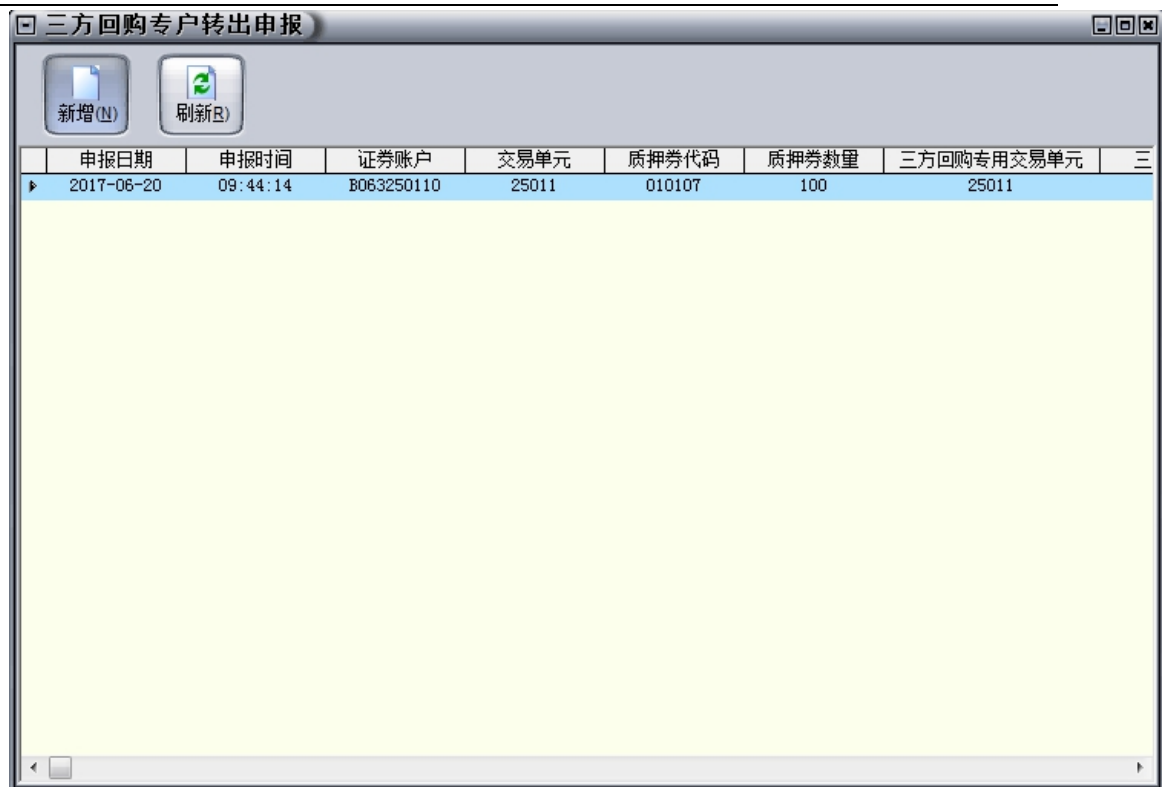 三方回购专户转出申报
新增(N) 刷新R)
申报日期 申报时间 证券账户 交易单元 质押券代码 质押券数量 三方回购专用交易单元 三
2017-06-20 09:44:14 B063250110 25011 010107 100 25011